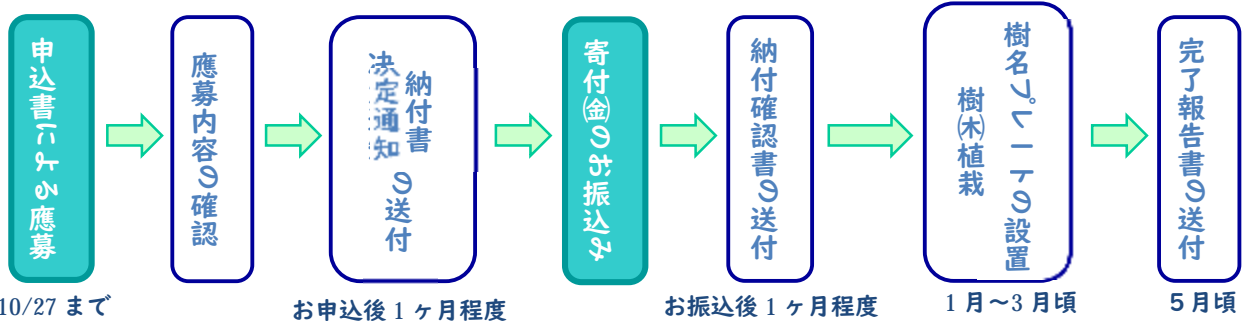 申込書による應募
應募内容の確認
決定通知
納付書
の送付
寄付㈮のお振込み
納付確認書の送付
樹名プレートの設置
樹㈭植栽
完了報告書の送付
10/27 まで
お申込後 1 ヶ月程度
お振込後 1 ヶ月程度
1 月～3 月頃
5 月頃